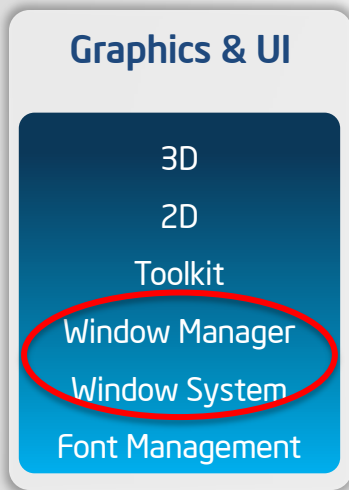 Graphics & UI
3D
2D
Toolkit
Window Manager
Window System
Font Management